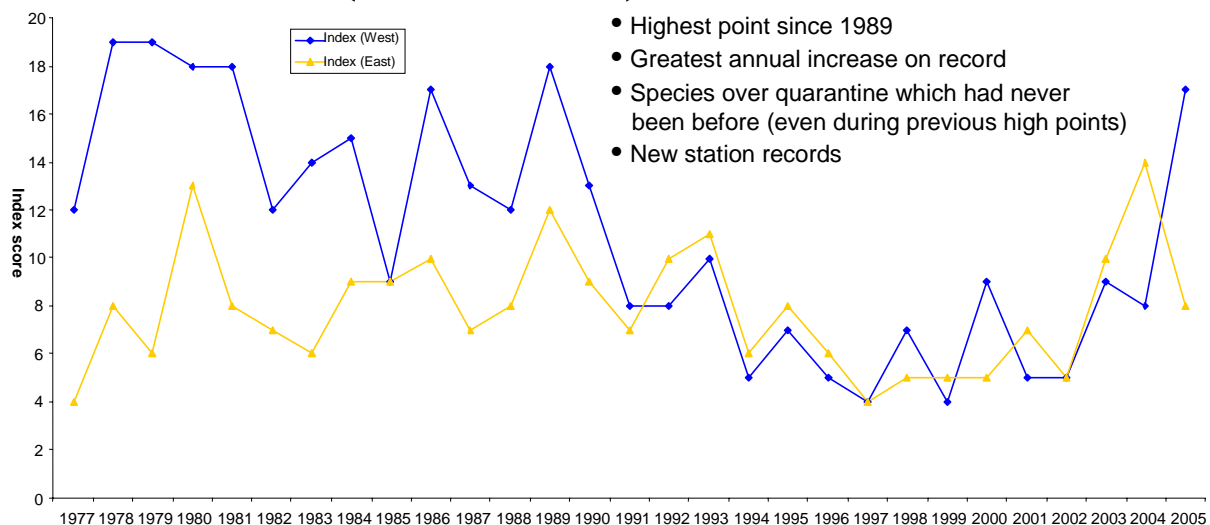 • Highest point since 1989
• Greatest annual increase on record
• Species over quarantine which had never
been before (even during previous high points)
• New station records
Index (West)
Index (East)
Index score
20
18
16
14
12
10
8
6
4
2
0
1977 1978 1979 1980 1981 1982 1983 1984 1985 1986 1987 1988 1989 1990 1991 1992 1993 1994 1995 1996 1997 1998 1999 2000 2001 2002 2003 2004 2005